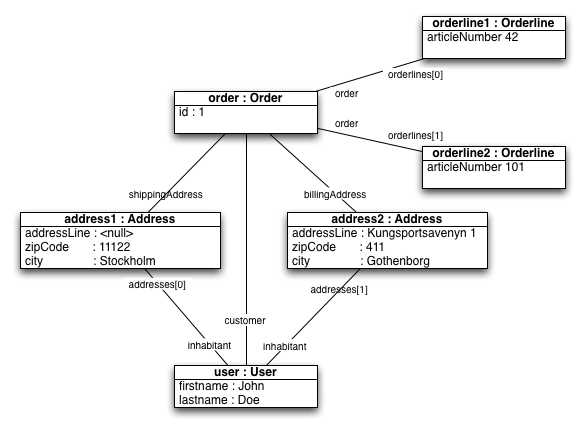 orderline1 : Orderline
articleNumber 42
orderlines[0]
order : Order
order
id : 1
order
orderlines[1]
orderline2 : Orderline
articleNumber 101
shippingAddress
billingAddress
address1 : Address
addressLine : <null>
zipCode : 11122
city : Stockholm
address2 : Address
addressLine : Kungsportsavenyn 1
zipCode : 411
city : Gothenborg
addresses[0]
addresses[1]
customer
inhabitant
inhabitant
user : User
firstname : John
lastname : Doe